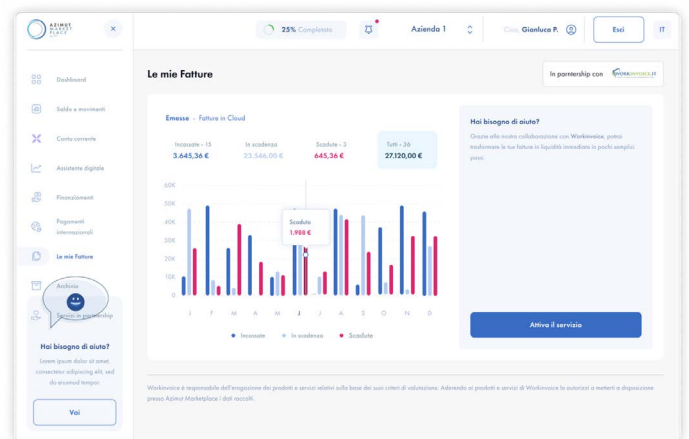 AZIMUT
MARKET
PLACE
×
25% Completato
Azienda 1
Ciao, Gianluca P.
Esci
IT
Dashboard
Saldo e movimenti
Conto corrente
Assistente digitale
Finanziamenti
Pagamenti
internazionali
Le mie Fatture
Archivio
Servizi in partnership
Hai bisogno di aiuto?
Lorem ipsum dolor sit amet,
consectetur adipiscing elit, sed
do eiusmod tempor
Vai
Le mie Fatture
In parntership con WORKINVOICE.IT
Emesse - Fatture in Cloud
Incassate - 15
3.645,36 €
In scadenza
23.546,00 €
Scadute - 3
645,36 €
Tutti - 36
27.120,00 €
60K
50K
40K
30K
20K
10K
0
Scaduto
1.988 €
J F M A M J J A S O N D
Incassate In scadenza Scadute
Hai bisogno di aiuto?
Grazie alla nostra collaborazione con Workinvoice, potrai
trasformare le tue fatture in liquidità immediata in pochi semplici
passi.
Attiva il servizio
Workinvoice è responsabile dell'erogazione dei prodotti e servizi relativi sulla base dei suoi criteri di valutazione. Aderendo ai prodotti e servizi di Workinvoice lo autorizzi a metterti a disposizione
presso Azimut Marketplace i dati raccolti.